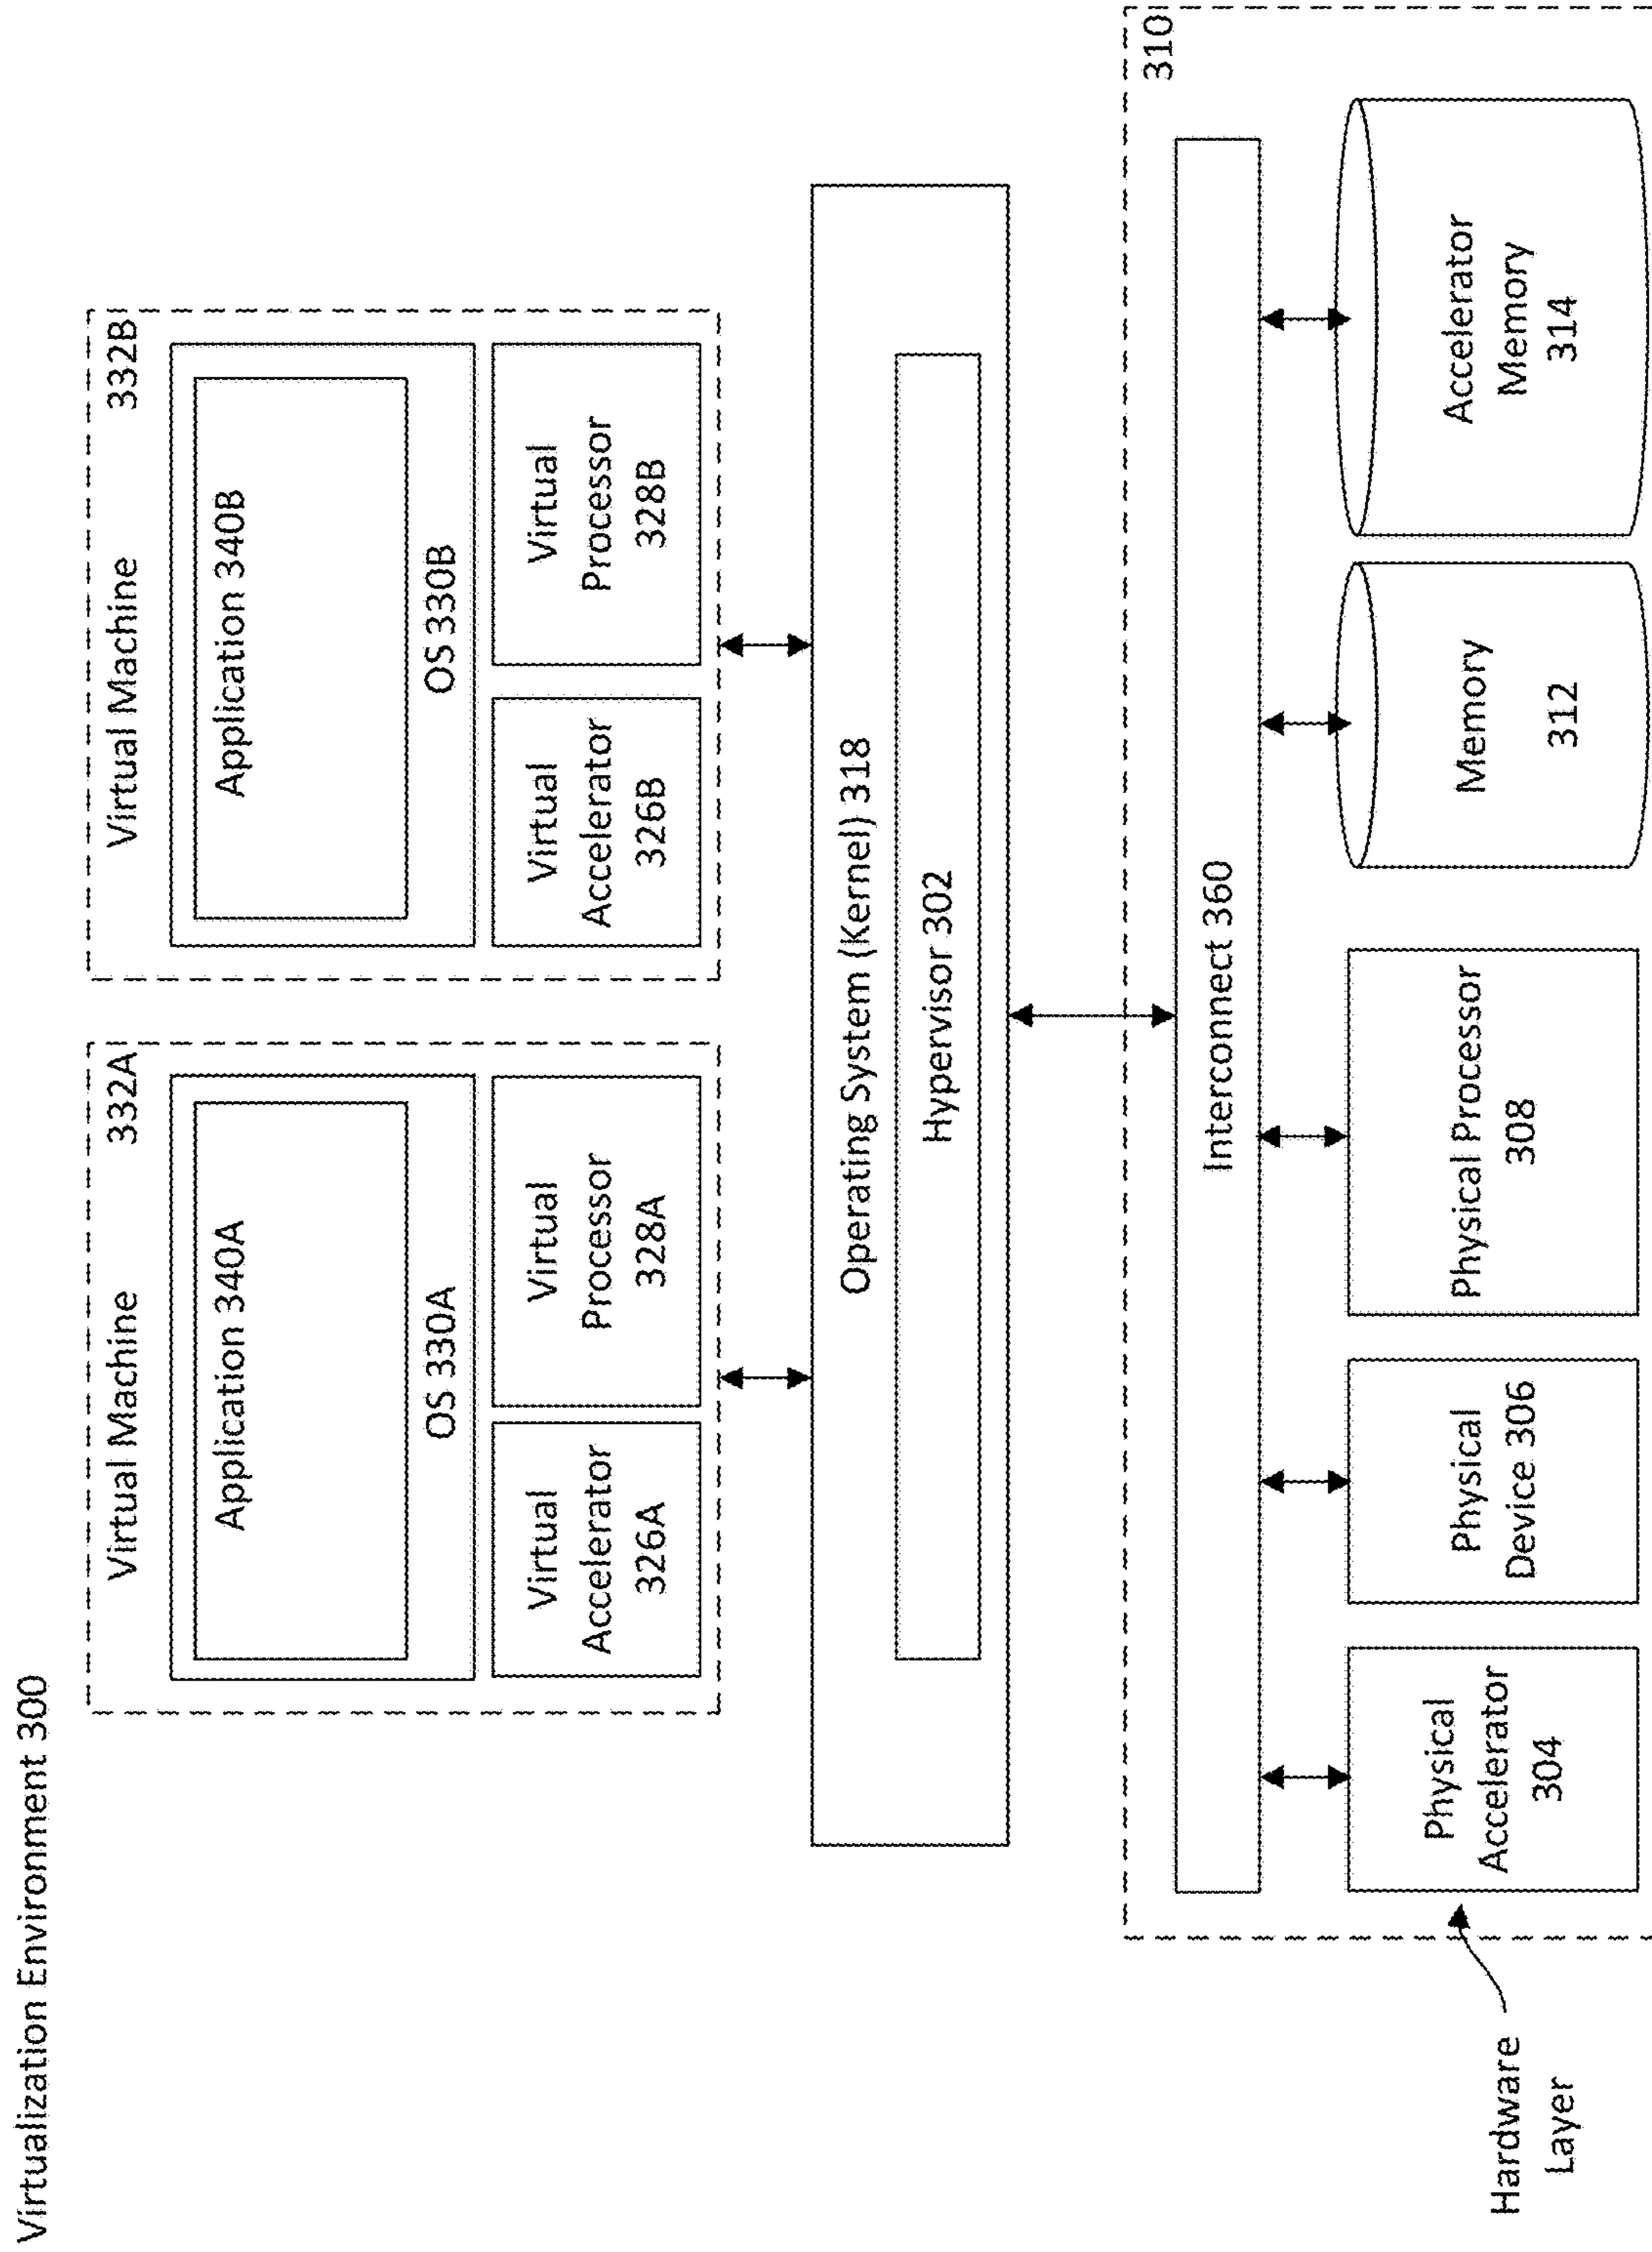 Virtualization Environment 300
Virtual Machine
332A
Application 340A
OS 330A
Virtual
Accelerator
326A
Virtual
Processor
328A
Virtual Machine
332B
Application 340B
OS 330B
Virtual
Accelerator
326B
Virtual
Processor
328B
Operating System (Kernel) 318
Hypervisor 302
310
Interconnect 360
Hardware
Layer
Physical
Accelerator
304
Physical
Device 306
Physical Processor
308
Memory
312
Accelerator
Memory
314